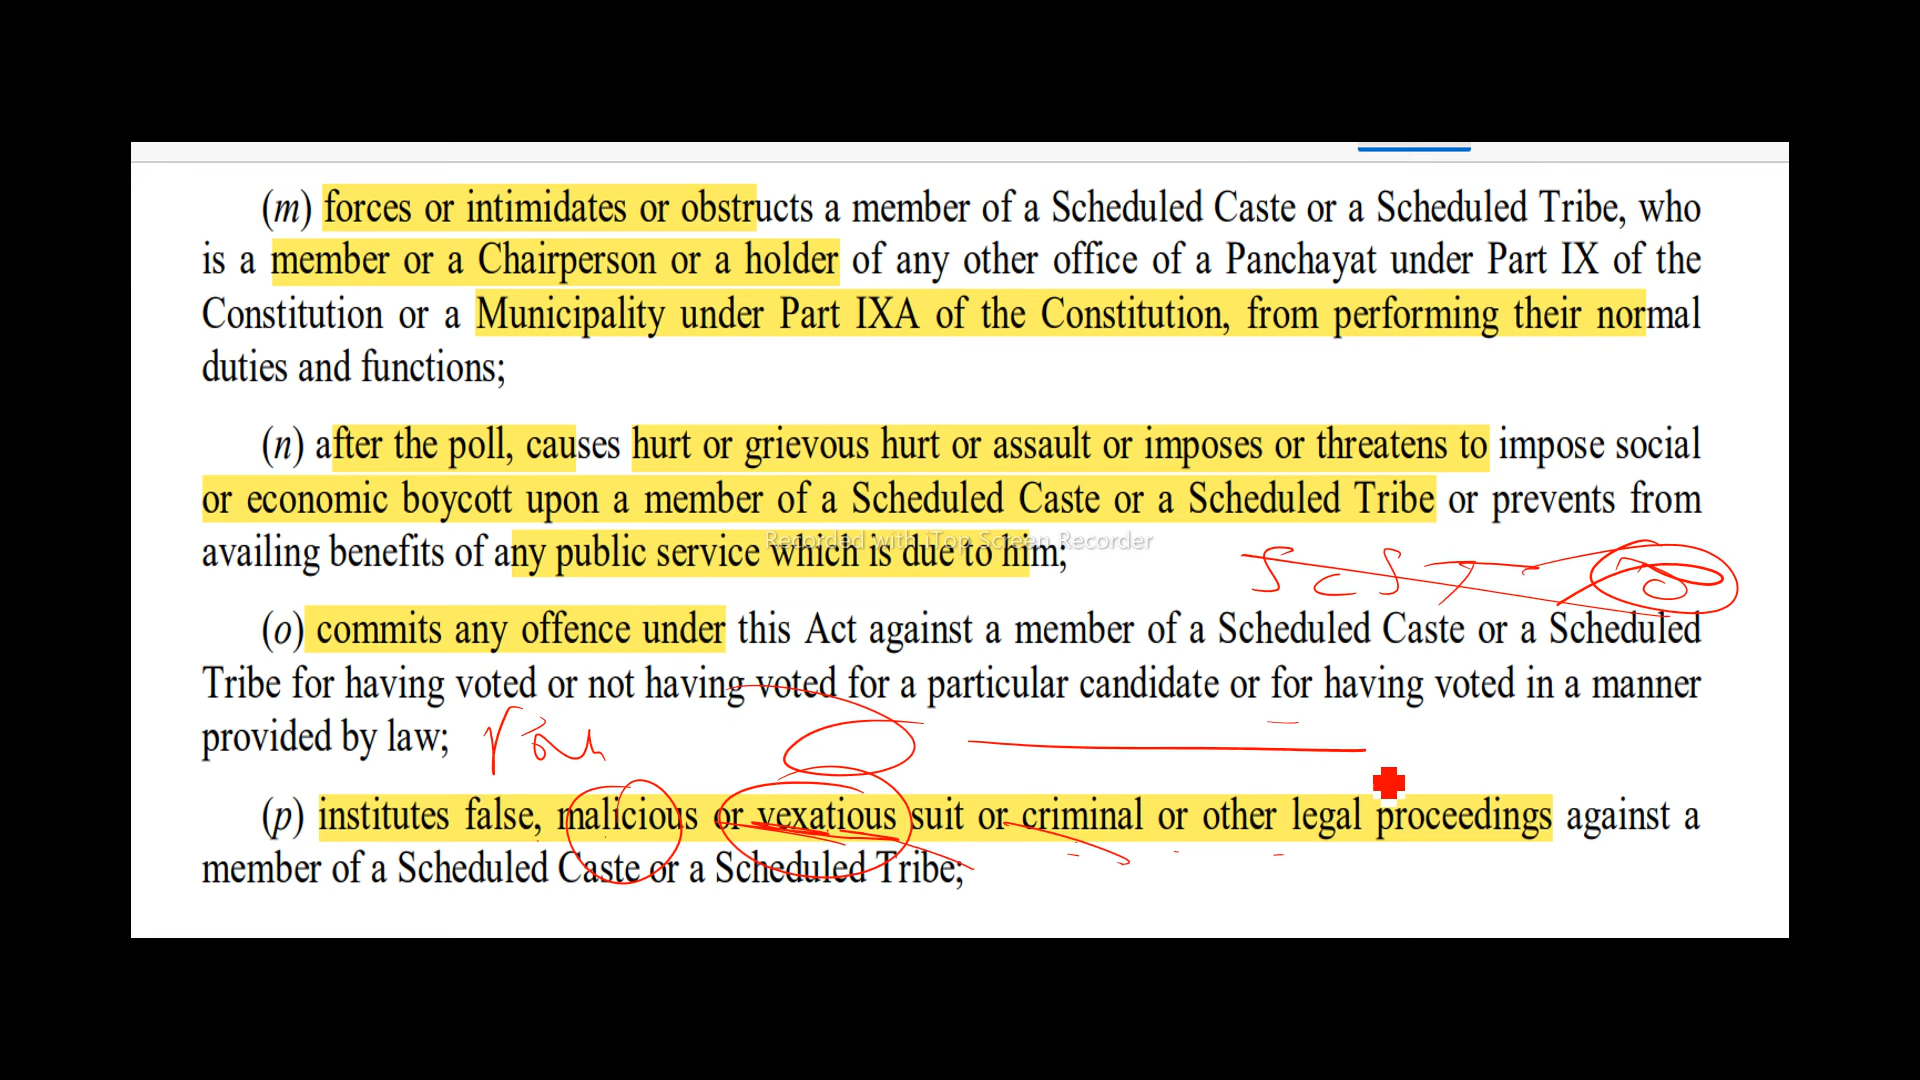 (m) forces or intimidates or obstructs a member of a Scheduled Caste or a Scheduled Tribe, who
is a member or a Chairperson or a holder of any other office of a Panchayat under Part IX of the
Constitution or a Municipality under Part IXA of the Constitution, from performing their normal
duties and functions;
(n) after the poll, causes hurt or grievous hurt or assault or imposes or threatens to impose social
or economic boycott upon a member of a Scheduled Caste or a Scheduled Tribe or prevents from
availing benefits of any public service which is due to him;
Recorded with iTop Screen Recorder
(o) commits any offence under this Act against a member of a Scheduled Caste or a Scheduled
Tribe for having voted or not having voted for a particular candidate or for having voted in a manner
provided by law;
(p) institutes false, malicious or vexatious suit or criminal or other legal proceedings against a
member of a Scheduled Caste or a Scheduled Tribe;